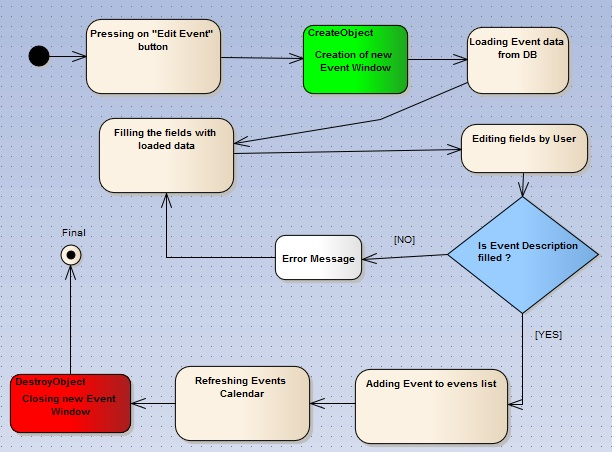 Pressing on "Edit Event"
button
CreateObject
Creation of new
Event Window
Loading Event data
from DB
Filling the fields with
loaded data
Editing fields by User
Final
[NO]
Is Event Description
filled ?
Error Message
[YES]
DestroyObject
Closing new Event
Window
Refreshing Events
Calendar
Adding Event to evens list